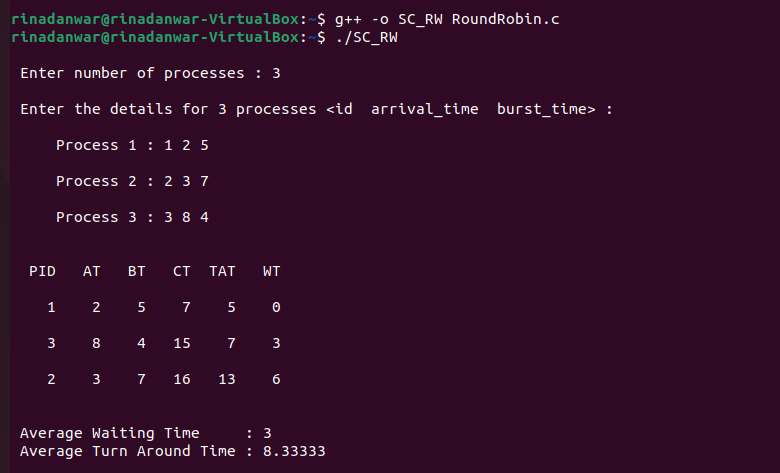 rinadanwar@rinadanwar-VirtualBox:~$ g++ -o SC_RW RoundRobin.c
rinadanwar@rinadanwar-VirtualBox:~$ ./SC_RW
Enter number of processes : 3
Enter the details for 3 processes <id  arrival_time  burst_time> :
Process 1 : 1 2 5
Process 2 : 2 3 7
Process 3 : 3 8 4
PID   AT   BT   CT  TAT   WT
1    2    5    7    5    0
3    8    4   15    7    3
2    3    7   16   13    6
Average Waiting Time     : 3
Average Turn Around Time : 8.33333